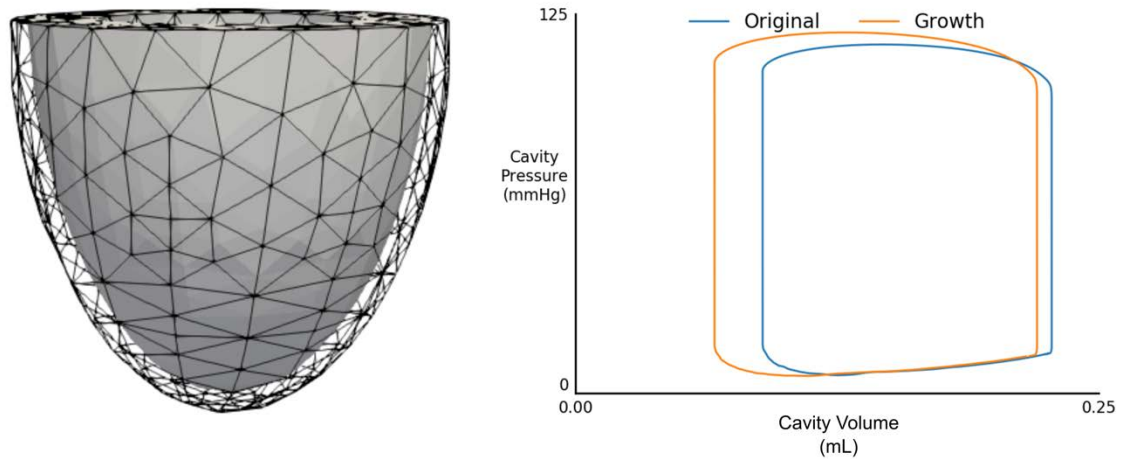 125
Original
Growth
Cavity
Pressure
(mmHg)
0
0.00
0.25
Cavity Volume
(mL)